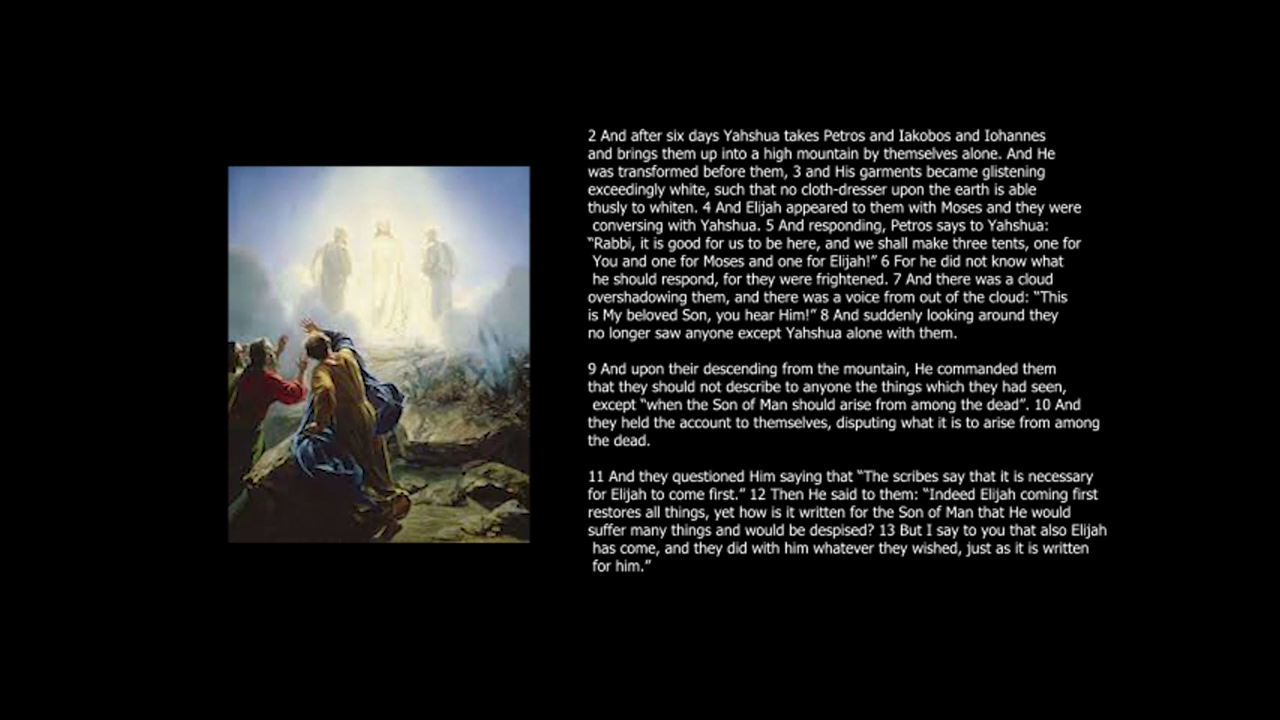 2 And after six days Yahshua takes Petros and Iakobos and Iohannes
and brings them up into a high mountain by themselves alone. And He
was transformed before them, 3 and His garments became glistening
exceedingly white, such that no cloth-dresser upon the earth is able
thusly to whiten. 4 And Elijah appeared to them with Moses and they were
conversing with Yahshua. 5 And responding, Petros says to Yahshua:
“Rabbi, it is good for us to be here, and we shall make three tents, one for
You and one for Moses and one for Elijah!” 6 For he did not know what
he should respond, for they were frightened. 7 And there was a cloud
overshadowing them, and there was a voice from out of the cloud: “This
is My beloved Son, you hear Him!” 8 And suddenly looking around they
no longer saw anyone except Yahshua alone with them.
9 And upon their descending from the mountain, He commanded them
that they should not describe to anyone the things which they had seen,
except “when the Son of Man should arise from among the dead”. 10 And
they held the account to themselves, disputing what it is to arise from among
the dead.
11 And they questioned Him saying that “The scribes say that it is necessary
for Elijah to come first.” 12 Then He said to them: “Indeed Elijah coming first
restores all things, yet how is it written for the Son of Man that He would
suffer many things and would be despised? 13 But I say to you that also Elijah
has come, and they did with him whatever they wished, just as it is written
for him.”